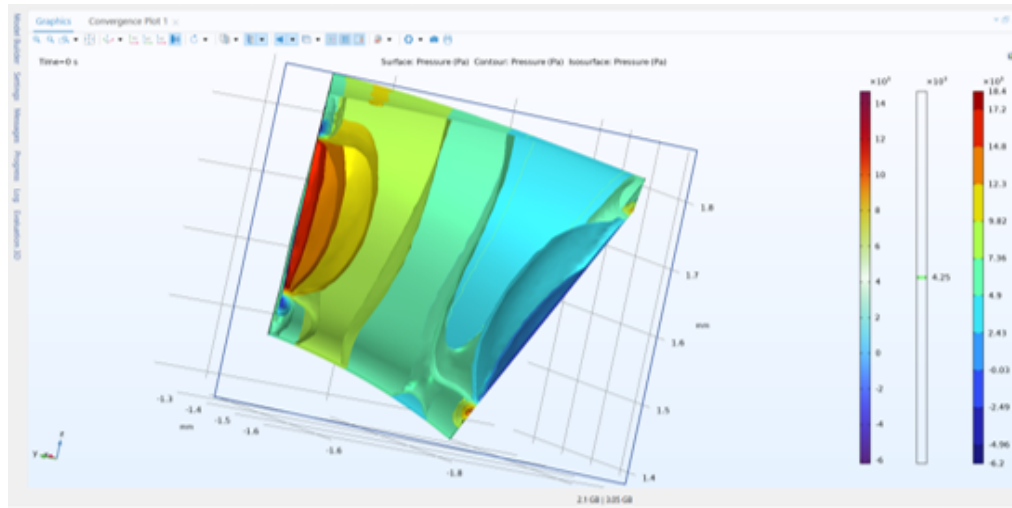 Graphics Convergence Plot 1
Model Builder
Settings
Messages
Progress
Log
Evaluation 3D
Time=0 s
Surface: Pressure (Pa) Contour: Pressure (Pa) Isosurface: Pressure (Pa)
14
12
10
8
6
4
2
0
-2
-4
-6
4.25
18.4
17.2
14.8
12.3
9.82
7.36
4.9
2.43
-0.03
-2.49
-4.96
-6.2
1.8
1.7
mm
1.6
1.5
1.4
-1.3
-1.4
-1.5
mm
-1.6
-1.6
-1.8
z
y
2.1 GB | 3.05 GB